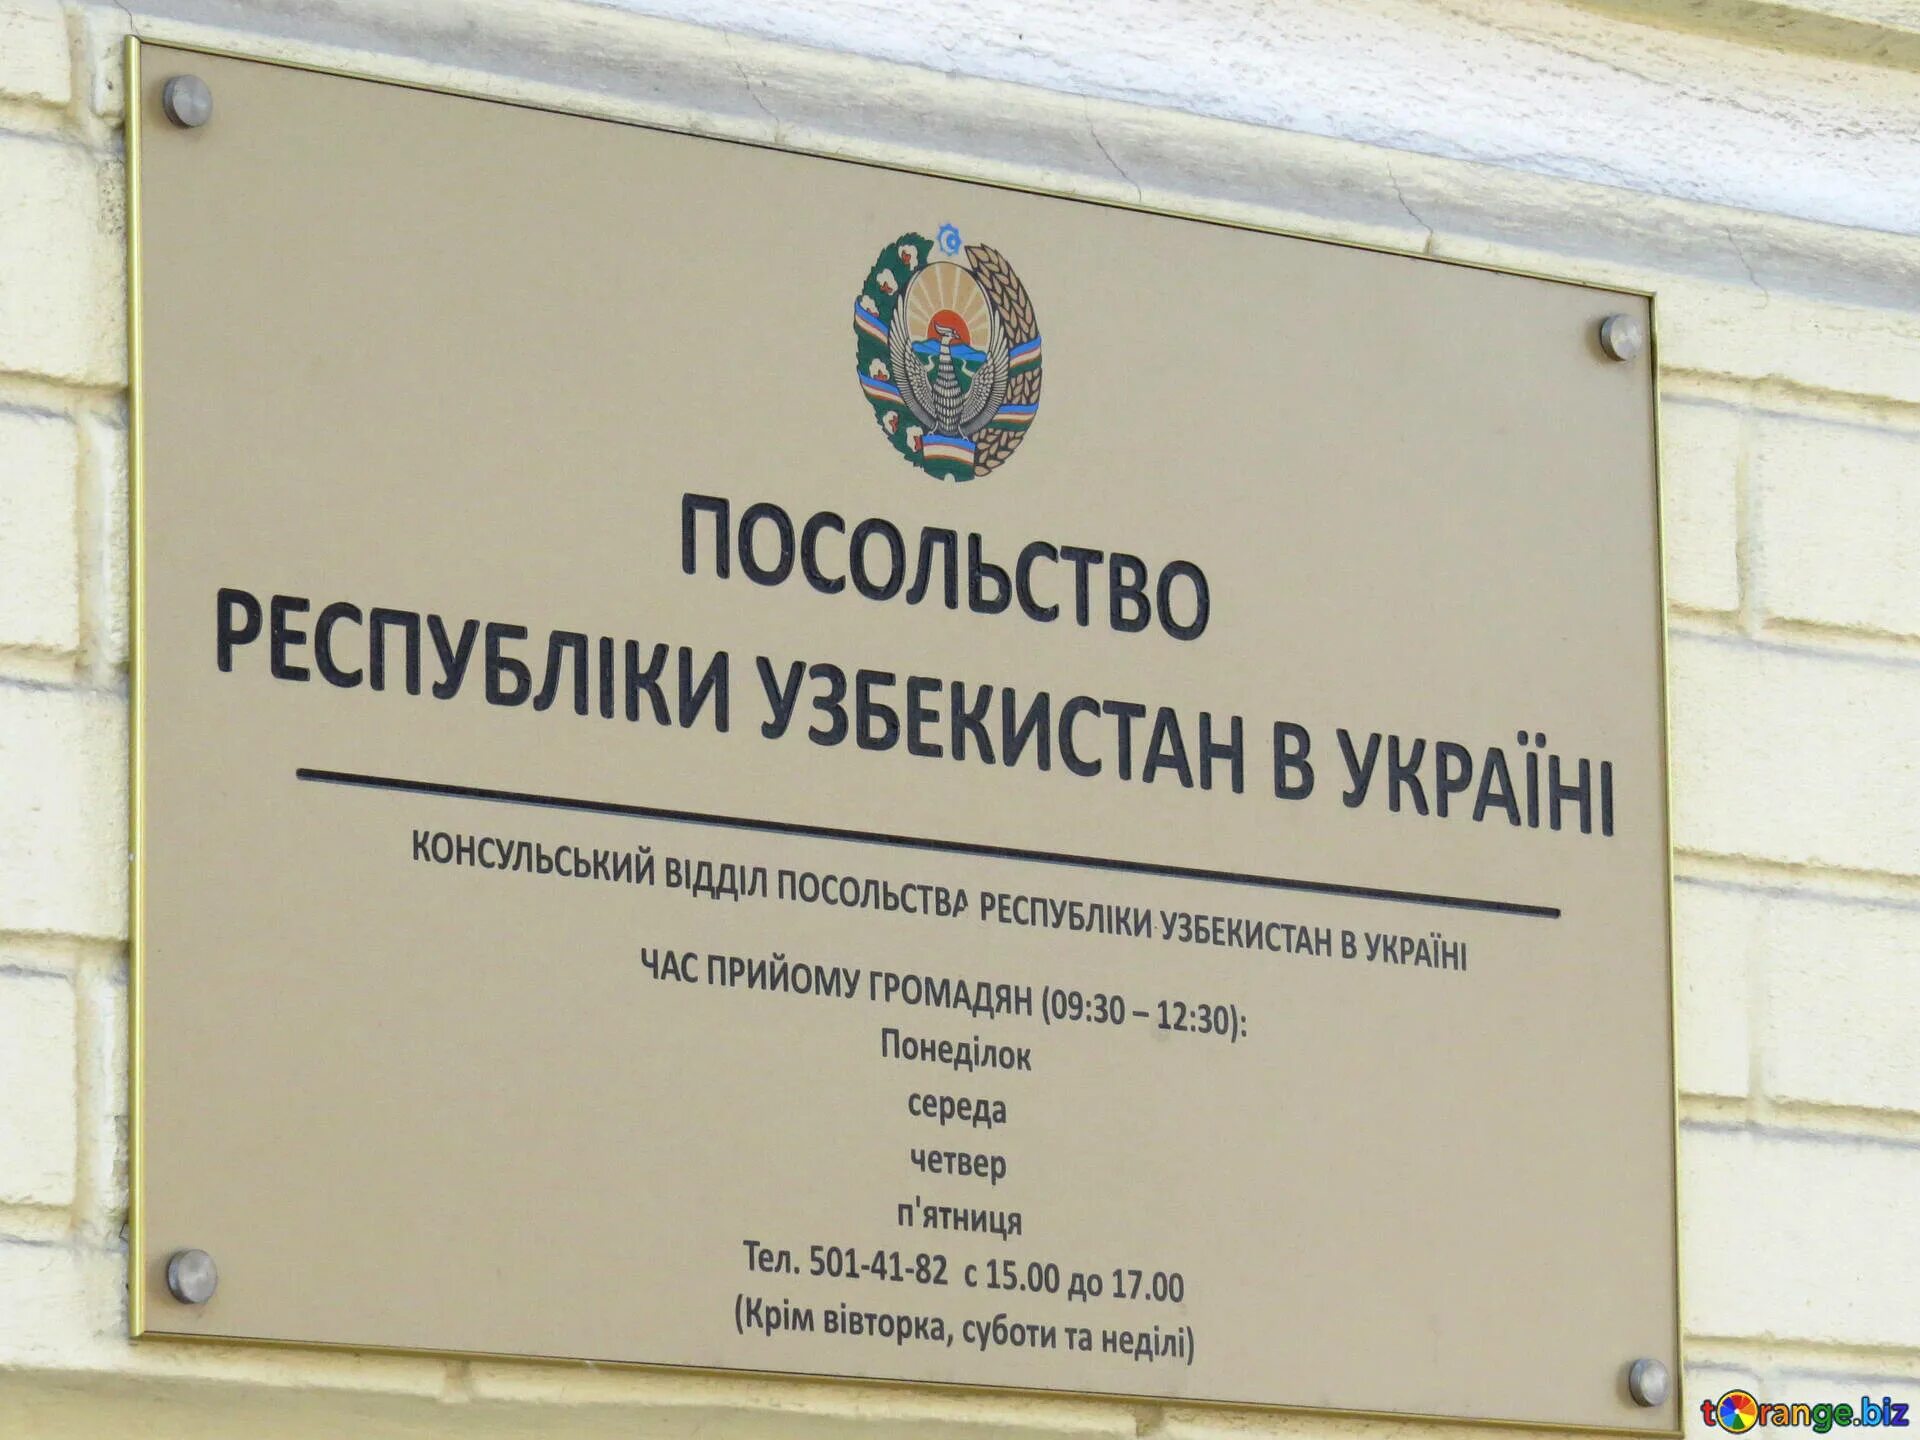 ПОСОЛЬСТВО
РЕСПУБЛІКИ УЗБЕКИСТАН В УКРАЇНІ
КОНСУЛЬСЬКИЙ ВІДДІЛ ПОСОЛЬСТВА РЕСПУБЛІКИ УЗБЕКИСТАН В УКРАЇНІ
ЧАС ПРИЙОМУ ГРОМАДЯН (09:30 – 12:30):
Понеділок
середа
четвер
п'ятниця
Тел. 501-41-82 с 15.00 до 17.00
(Крім вівторка, суботи та неділі)
torange.biz